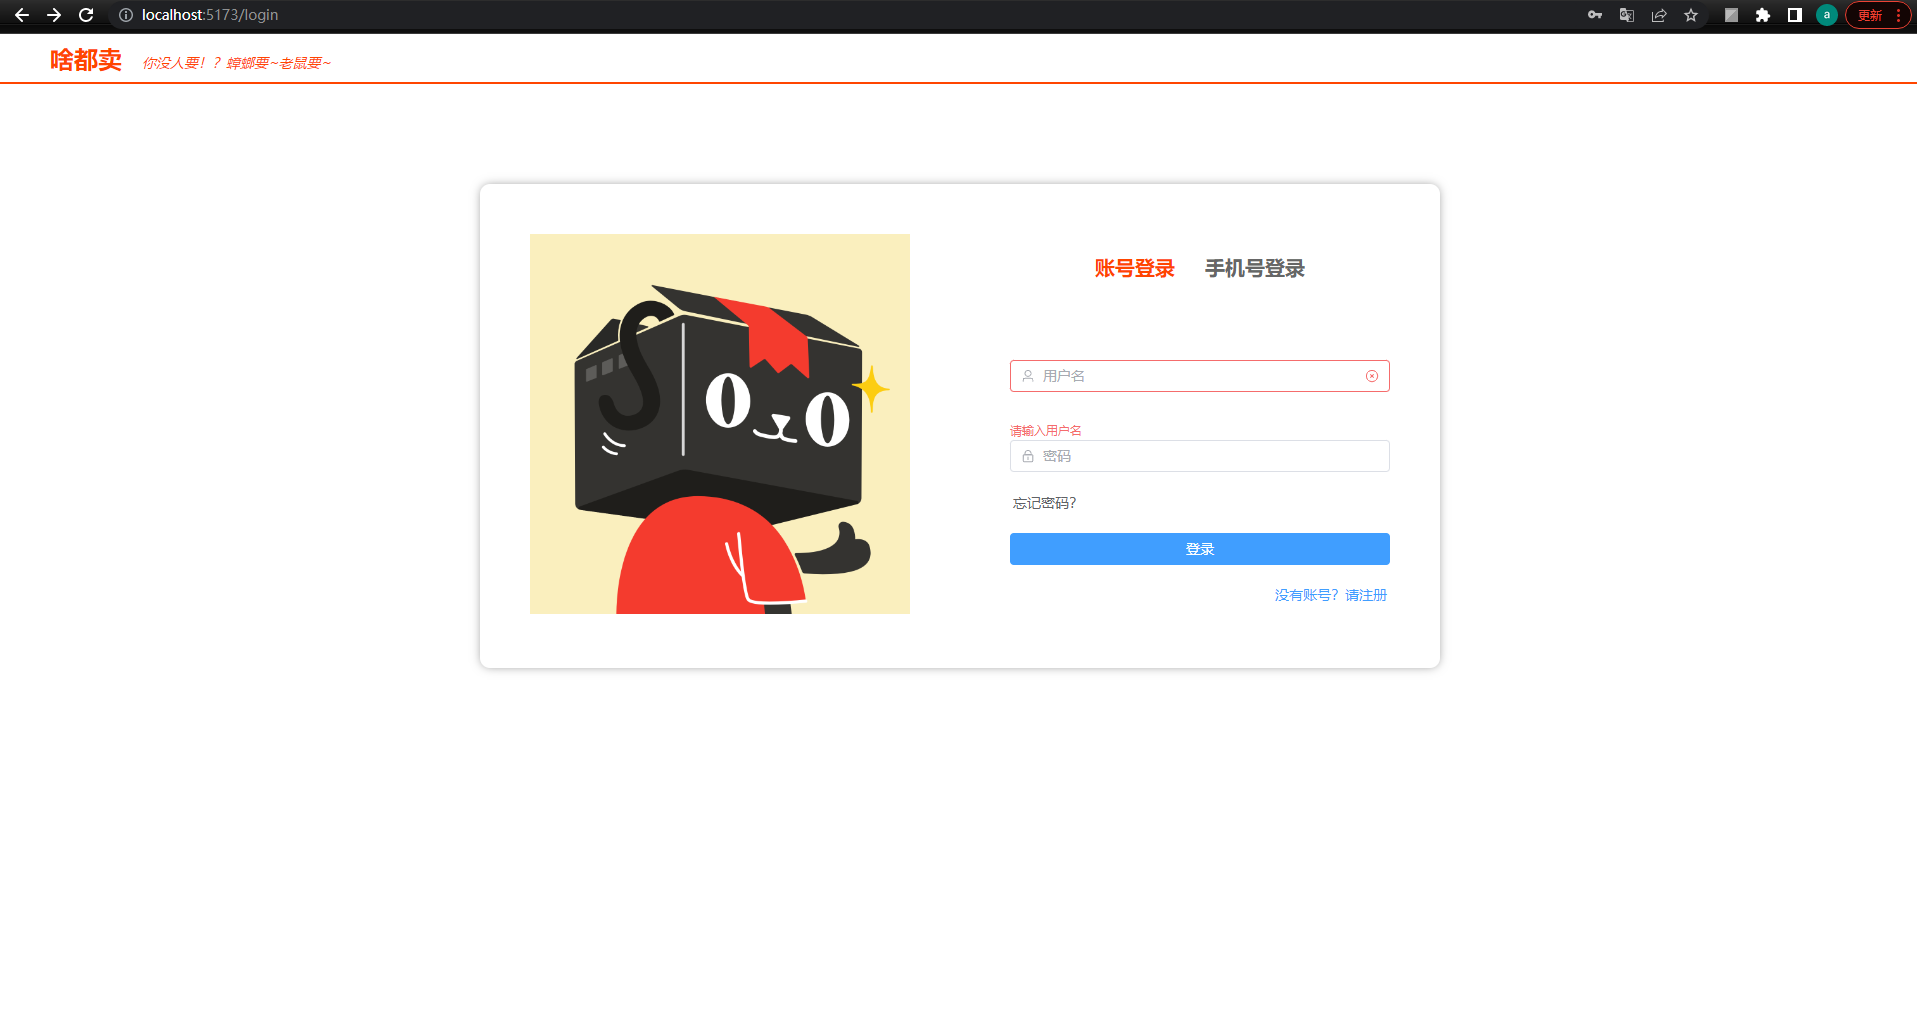 localhost:5173/login
a
更新
啥都卖 你没人要！？蟑螂要~老鼠要~
账号登录 手机号登录
用户名
请输入用户名
密码
忘记密码?
登录
没有账号？请注册